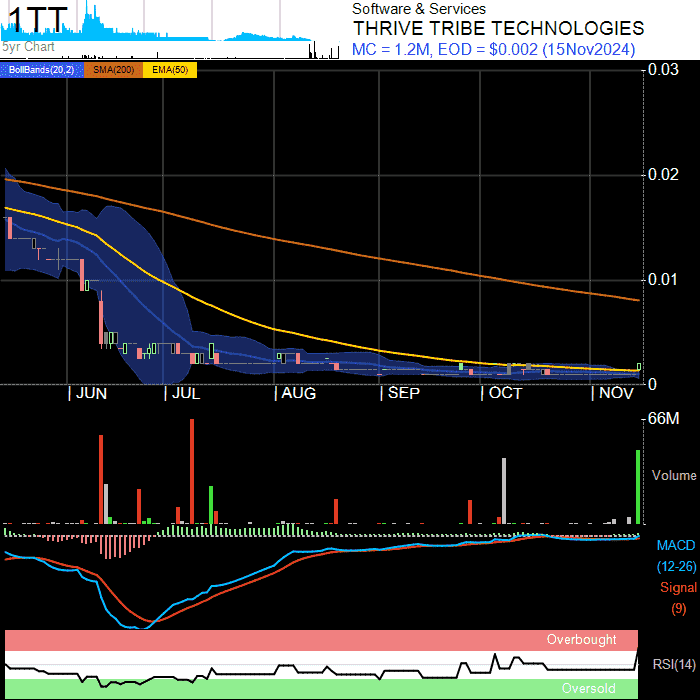 1TT
5yr Chart
Software & Services
THRIVE TRIBE TECHNOLOGIES
MC = 1.2M, EOD = $0.002 (15Nov2024)
BollBands(20,2) SMA(200) EMA(50)
0.03
0.02
0.01
0
JUN JUL AUG SEP OCT NOV
66M
Volume
MACD
(12-26)
Signal
(9)
Overbought
RSI(14)
Oversold